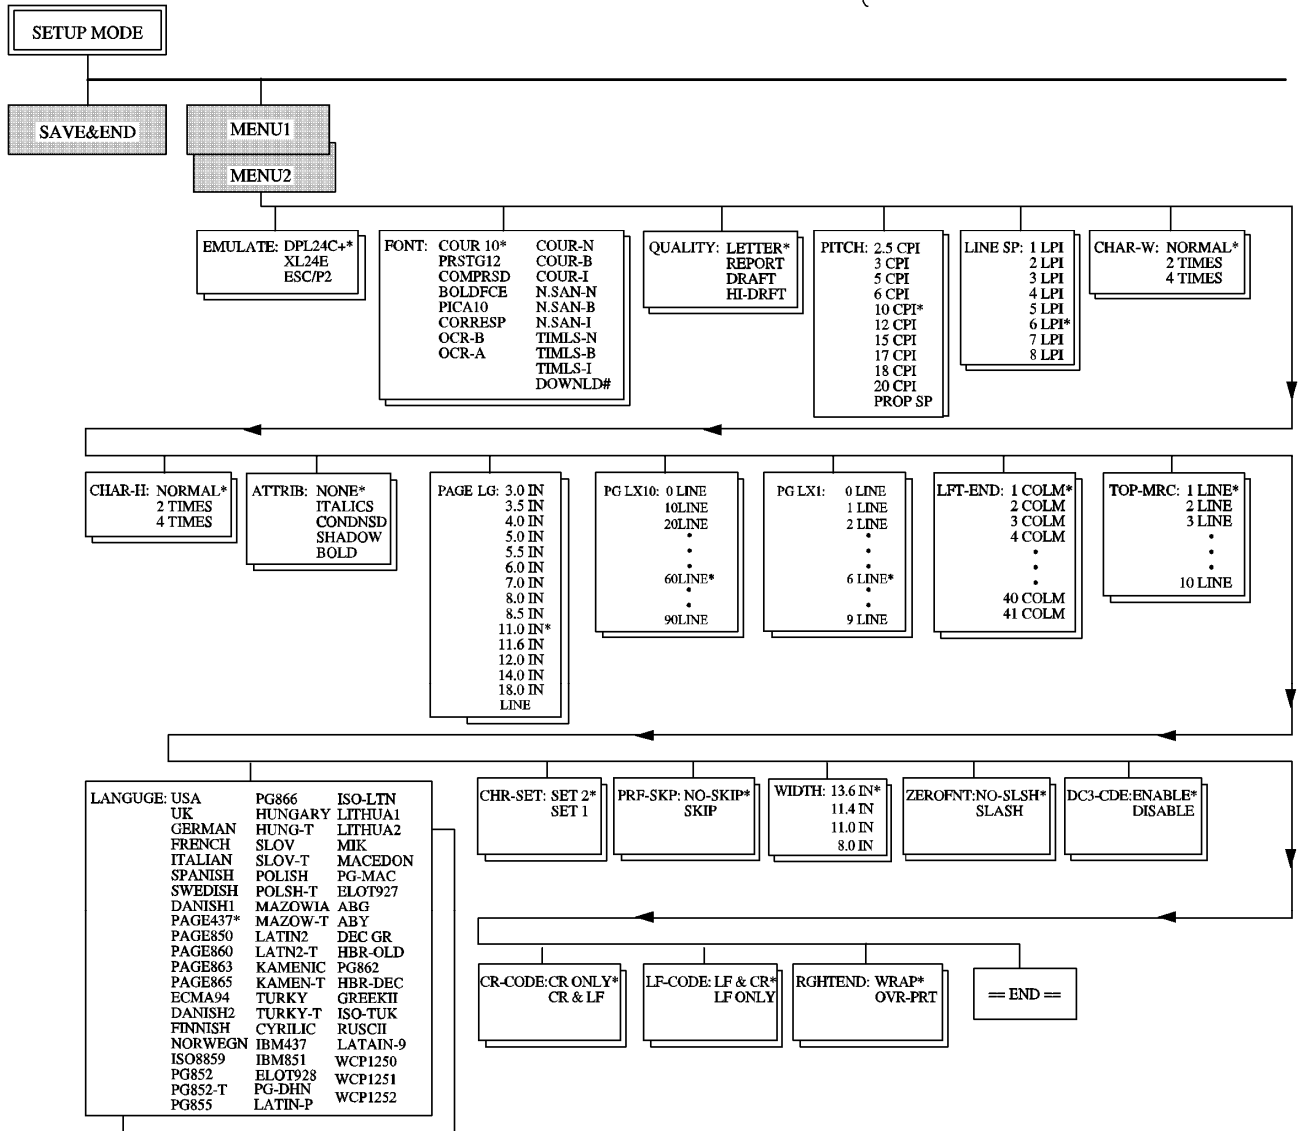 SETUP MODE
SAVE&END
MENU1
MENU2
EMULATE: DPL24C+*
XL24E
ESC/P2
FONT: COUR 10* COUR-N
PRSTG12 COUR-B
COMPRSD COUR-I
BOLDFCE N.SAN-N
PICA10 N.SAN-B
CORRESP N.SAN-I
OCR-B TIMLS-N
OCR-A TIMLS-B
TIMLS-I
DOWNLD#
QUALITY: LETTER*
REPORT
DRAFT
HI-DRFT
PITCH: 2.5 CPI
3 CPI
5 CPI
6 CPI
10 CPI*
12 CPI
15 CPI
17 CPI
18 CPI
20 CPI
PROP SP
LINE SP: 1 LPI
2 LPI
3 LPI
4 LPI
5 LPI
6 LPI*
7 LPI
8 LPI
CHAR-W: NORMAL*
2 TIMES
4 TIMES
CHAR-H: NORMAL*
2 TIMES
4 TIMES
ATTRIB: NONE*
ITALICS
CONDNSD
SHADOW
BOLD
PAGE LG: 3.0 IN
3.5 IN
4.0 IN
5.0 IN
5.5 IN
6.0 IN
7.0 IN
8.0 IN
8.5 IN
11.0 IN*
11.6 IN
12.0 IN
14.0 IN
18.0 IN
LINE
PG LX10: 0 LINE
10LINE
20LINE
60LINE*
90LINE
PG LX1: 0 LINE
1 LINE
2 LINE
6 LINE*
9 LINE
LFT-END: 1 COLM*
2 COLM
3 COLM
4 COLM
40 COLM
41 COLM
TOP-MRC: 1 LINE*
2 LINE
3 LINE
10 LINE
LANGUGE: USA PG866 ISO-LTN
UK HUNGARY LITHUA1
GERMAN HUNG-T LITHUA2
FRENCH SLOV MIK
ITALIAN SLOV-T MACEDON
SPANISH POLISH PG-MAC
SWEDISH POLSH-T ELOT927
DANISH1 MAZOWIA ABG
PAGE437* MAZOW-T ABY
PAGE850 LATIN2 DEC GR
PAGE860 LATN2-T HBR-OLD
PAGE863 KAMENIC PG862
PAGE865 KAMEN-T HBR-DEC
ECMA94 TURKY GREEKII
DANISH2 TURKY-T ISO-TUK
FINNISH CYRILIC RUSCII
NORWEGN IBM437 LATAIN-9
ISO8859 IBM851 WCP1250
PG852 ELOT928 WCP1251
PG852-T PG-DHN WCP1252
PG855 LATIN-P
CHR-SET: SET 2*
SET 1
PRF-SKP: NO-SKIP*
SKIP
WIDTH: 13.6 IN*
11.4 IN
11.0 IN
8.0 IN
ZEROFNT:NO-SLSH*
SLASH
DC3-CDE:ENABLE*
DISABLE
CR-CODE:CR ONLY*
CR & LF
LF-CODE: LF & CR*
LF ONLY
RGHTEND: WRAP*
OVR-PRT
== END ==